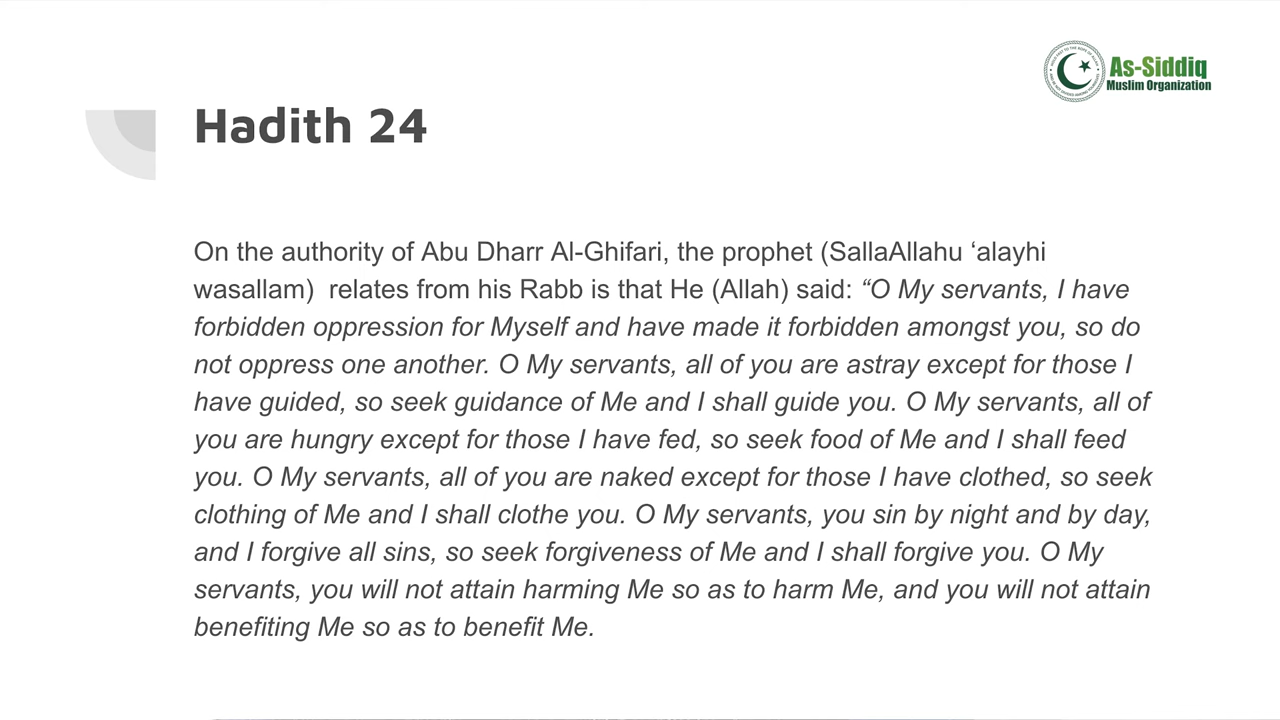 As-Siddiq
Muslim Organization
Hadith 24
On the authority of Abu Dharr Al-Ghifari, the prophet (SallaAllahu ‘alayhi
wasallam)  relates from his Rabb is that He (Allah) said: “O My servants, I have
forbidden oppression for Myself and have made it forbidden amongst you, so do
not oppress one another. O My servants, all of you are astray except for those I
have guided, so seek guidance of Me and I shall guide you. O My servants, all of
you are hungry except for those I have fed, so seek food of Me and I shall feed
you. O My servants, all of you are naked except for those I have clothed, so seek
clothing of Me and I shall clothe you. O My servants, you sin by night and by day,
and I forgive all sins, so seek forgiveness of Me and I shall forgive you. O My
servants, you will not attain harming Me so as to harm Me, and you will not attain
benefiting Me so as to benefit Me.